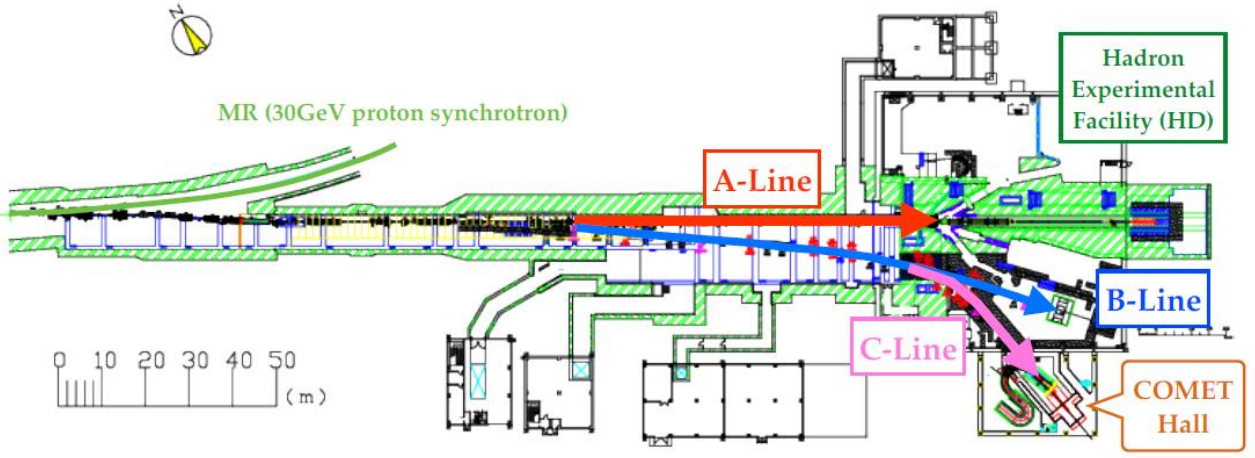 N
MR (30GeV proton synchrotron)
Hadron
Experimental
Facility (HD)
A-Line
B-Line
C-Line
COMET
Hall
0 10 20 30 40 50
(m)